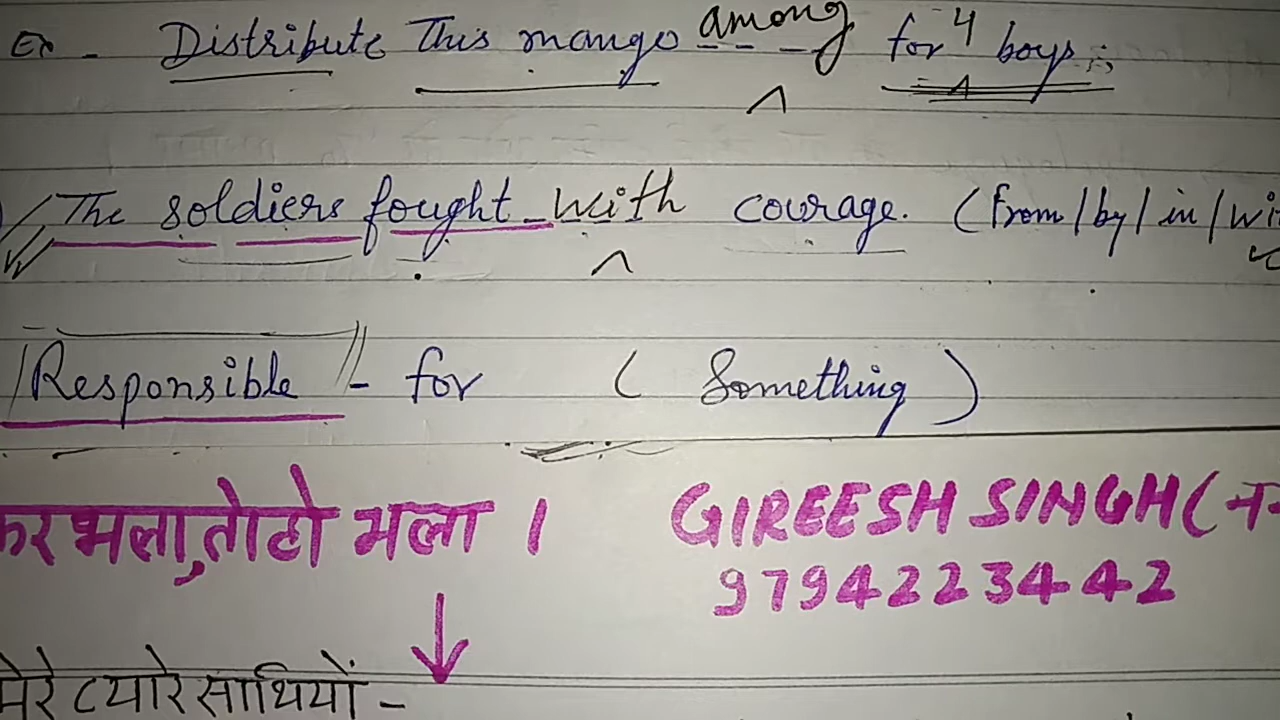 Ex - Distribute This mango among for 4 boys.
The soldiers fought with courage. (from/by/in/wi
Responsible - for ( Something )
कर भला, तो टो भला । GIREESH SINGH (
9794223442
मेरे प्यारे साथियों -